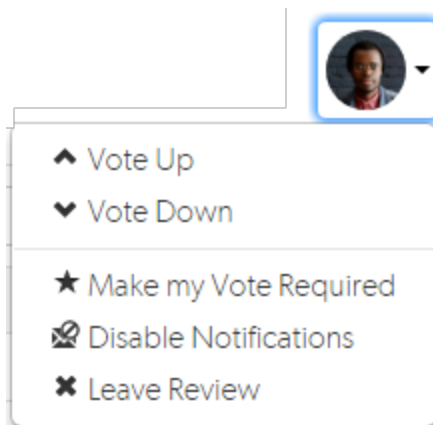 Vote Up
Vote Down
Make my Vote Required
Disable Notifications
Leave Review